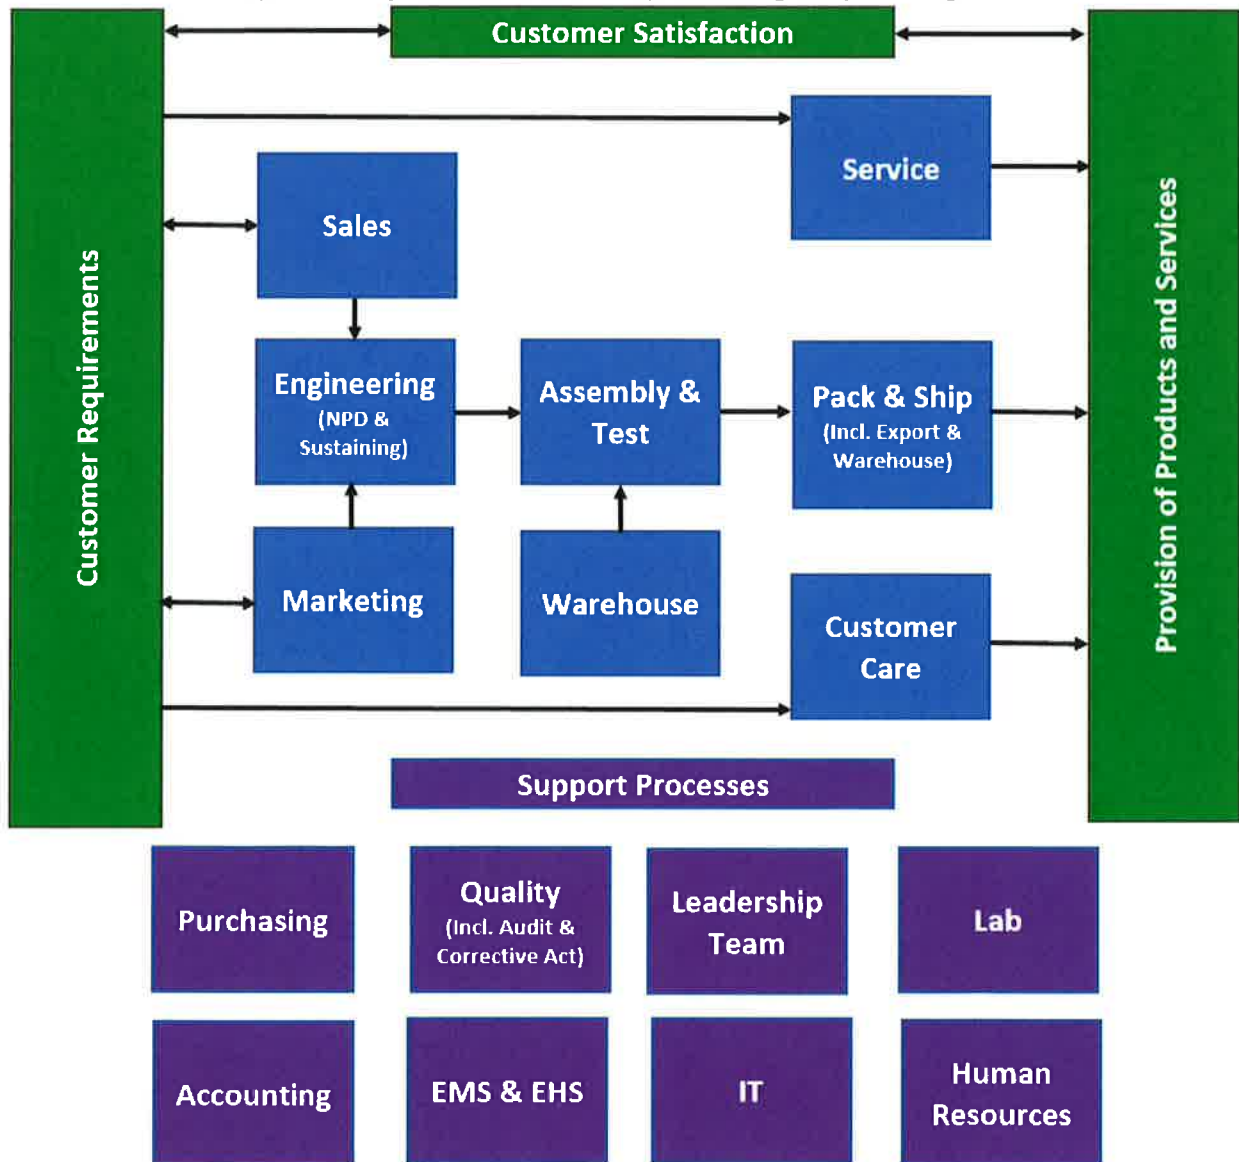 Customer Satisfaction
Customer Requirements
Provision of Products and Services
Service
Sales
Engineering
(NPD &
Sustaining)
Assembly &
Test
Pack & Ship
(Incl. Export &
Warehouse)
Marketing
Warehouse
Customer
Care
Support Processes
Purchasing
Quality
(Incl. Audit &
Corrective Act)
Leadership
Team
Lab
Accounting
EMS & EHS
IT
Human
Resources